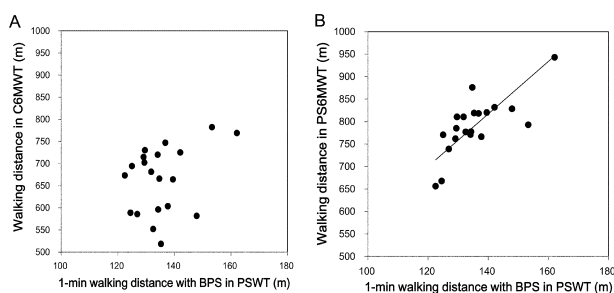 A
Walking distance in C6MWT (m)
1000
950
900
850
800
750
700
650
600
550
500
100 120 140 160 180
1-min walking distance with BPS in PSWT (m)
B
Walking distance in PS6MWT (m)
1000
950
900
850
800
750
700
650
600
550
500
100 120 140 160 180
1-min walking distance with BPS in PSWT (m)